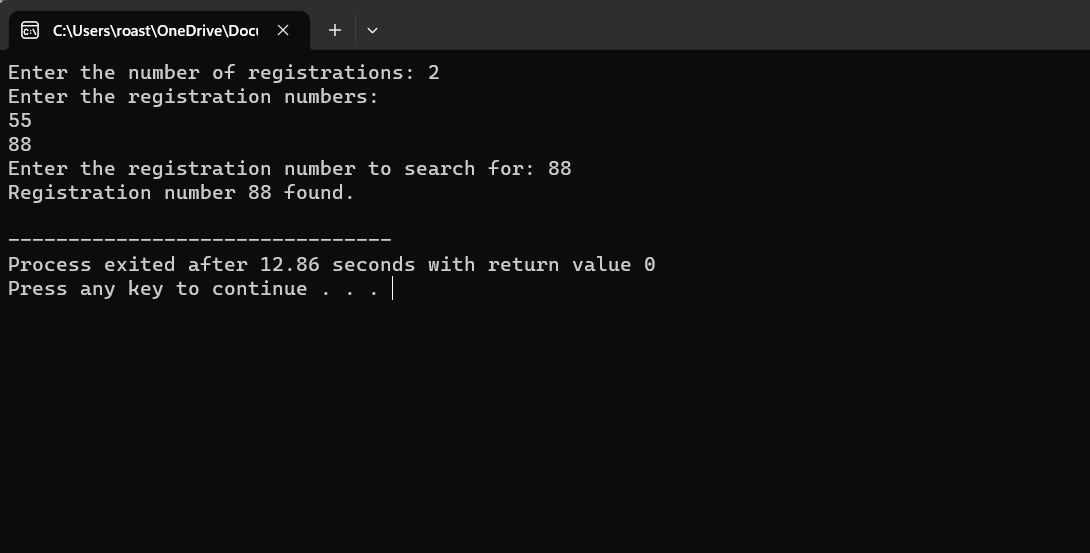 C:\Users\roast\OneDrive\Docu
Enter the number of registrations: 2
Enter the registration numbers:
55
88
Enter the registration number to search for: 88
Registration number 88 found.
--------------------------------
Process exited after 12.86 seconds with return value 0
Press any key to continue . . .